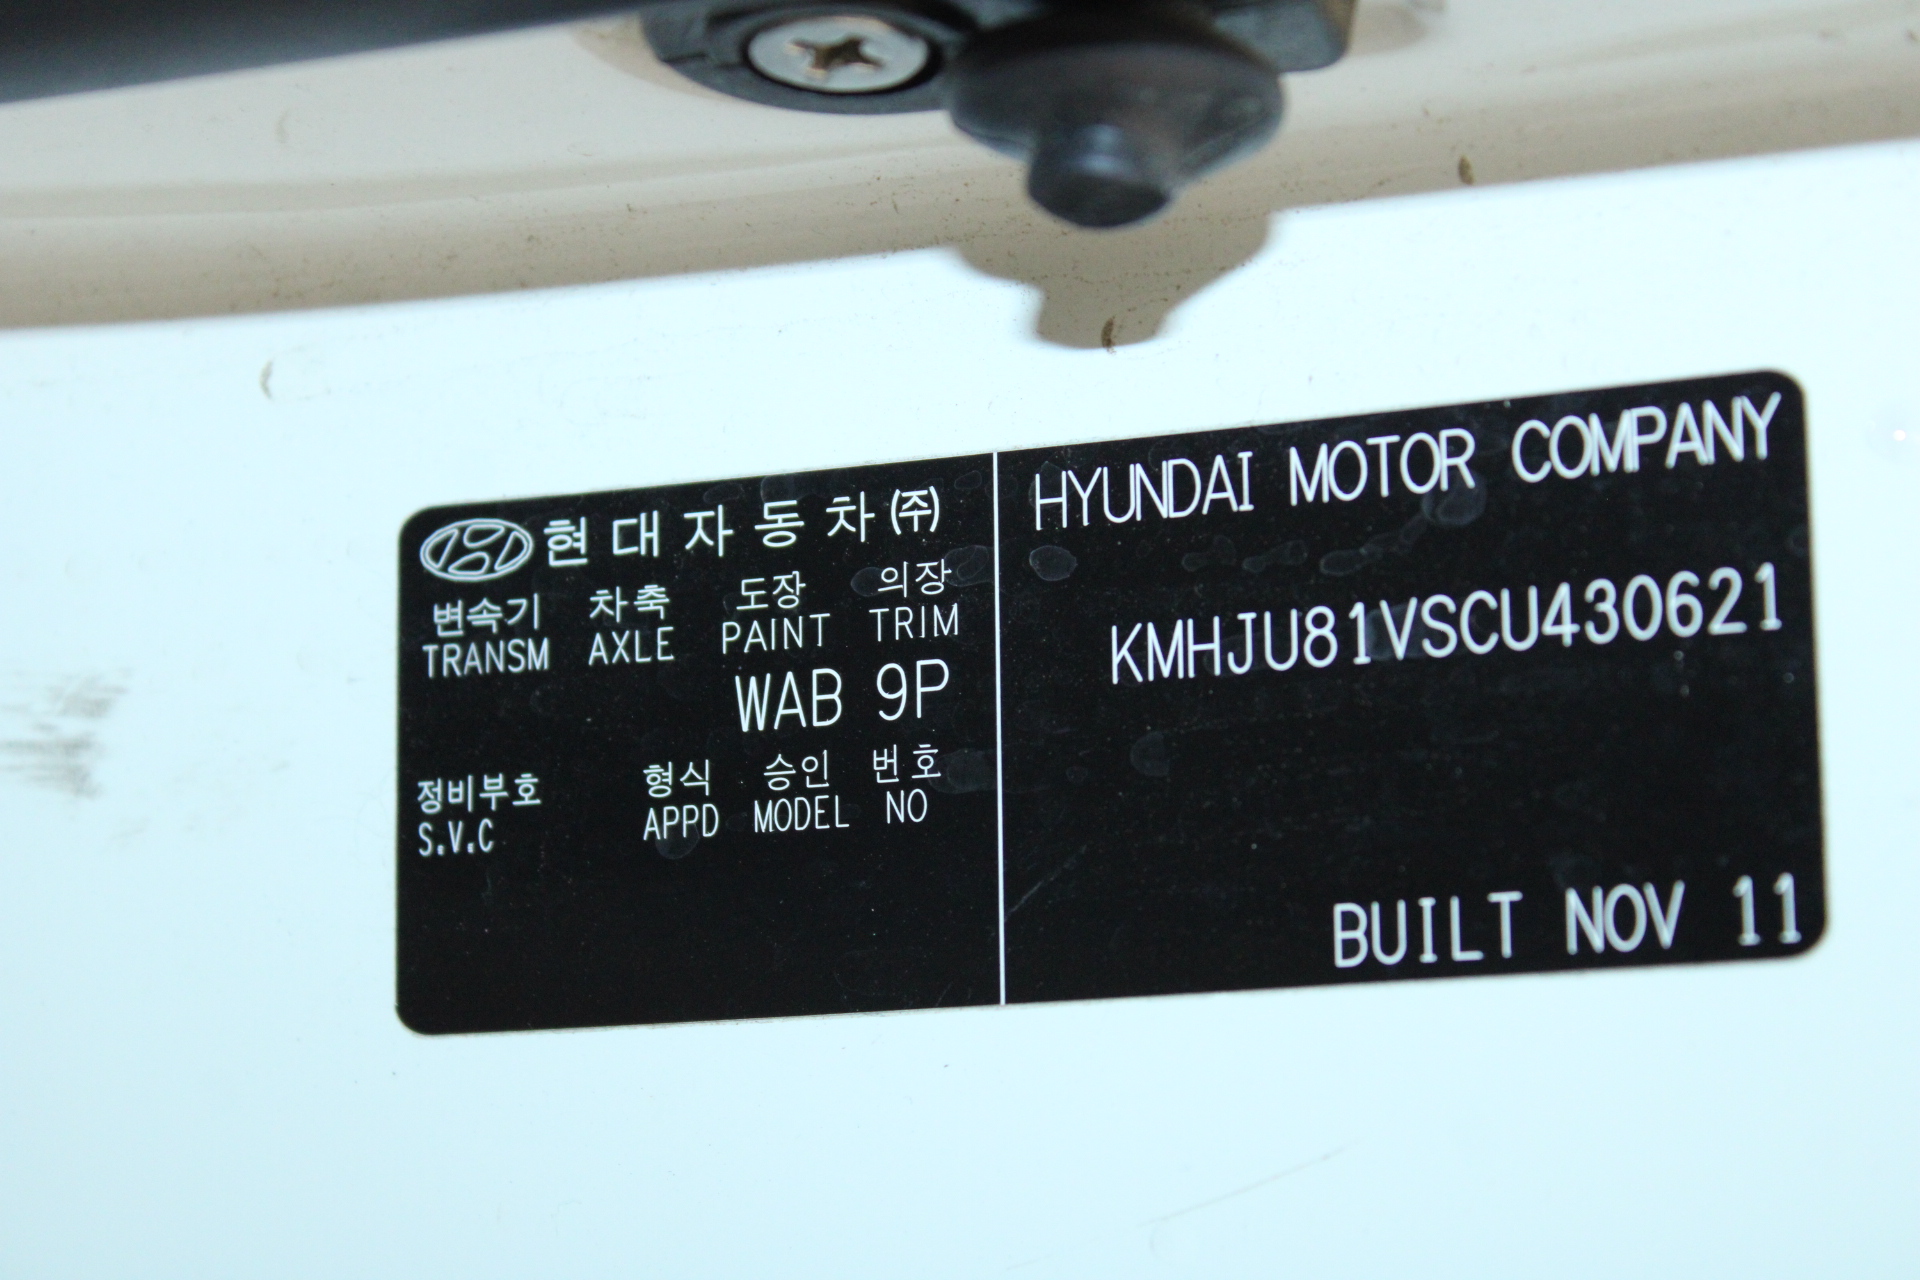 현대자동차㈜
변속기 차축 도장 의장
TRANSM AXLE PAINT TRIM
WAB 9P
정비부호 형식 승인 번호
S.V.C APPD MODEL NO
HYUNDAI MOTOR COMPANY
KMHJU81VSCU430621
BUILT NOV 11